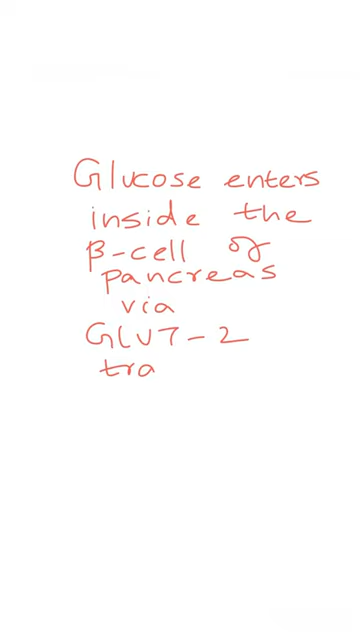 Glucose enters
inside the
β-cell of
pancreas
via
GLUT-2
tra